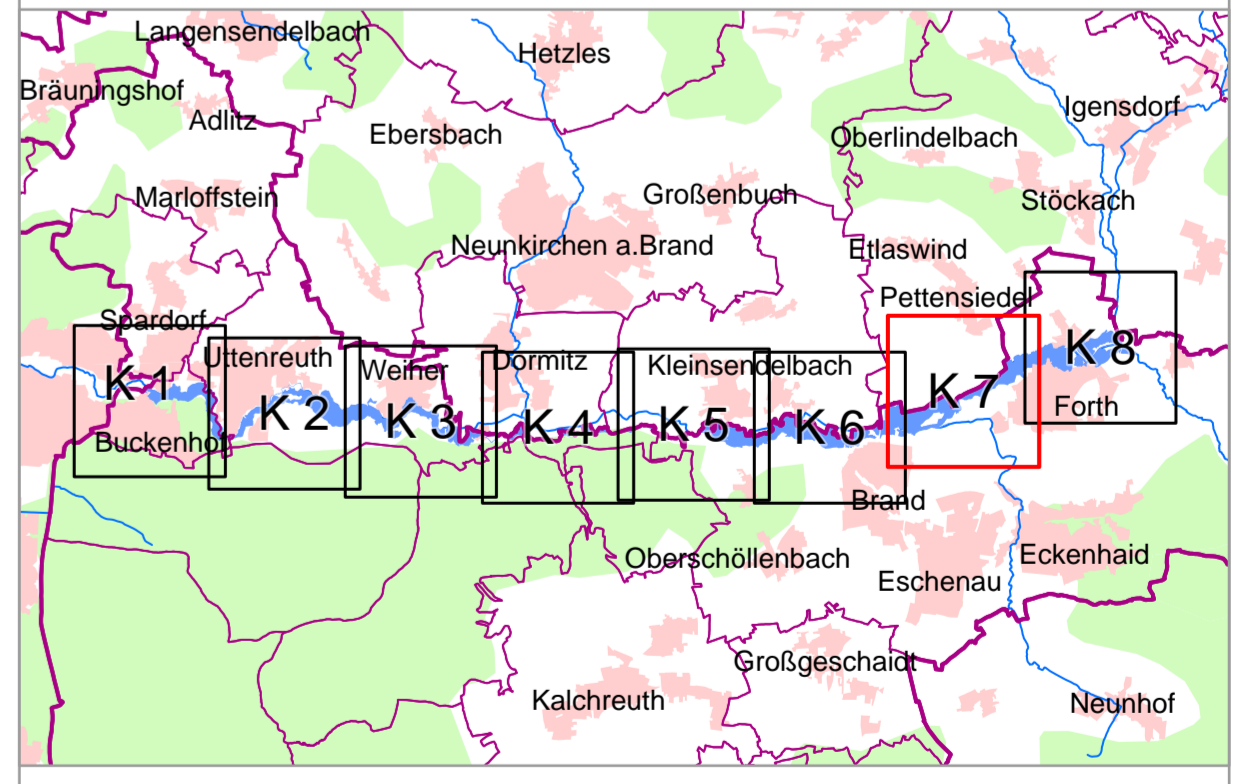 Langensendelbach
Hetzles
Bräuningshof
Igensdorf
Adlitz
Ebersbach
Oberlindelbach
Marloffstein
Großenbuch
Stöckach
Neunkirchen a.Brand
Etlaswind
Pettensiedel
Spardorf
Uttenreuth
Weiher
Dormitz
Kleinsendelbach
K 1
K 2
K 3
K 4
K 5
K 6
K 7
K 8
Forth
Buckenhof
Brand
Oberschöllenbach
Eckenhaid
Eschenau
Großgeschaidt
Kalchreuth
Neunhof